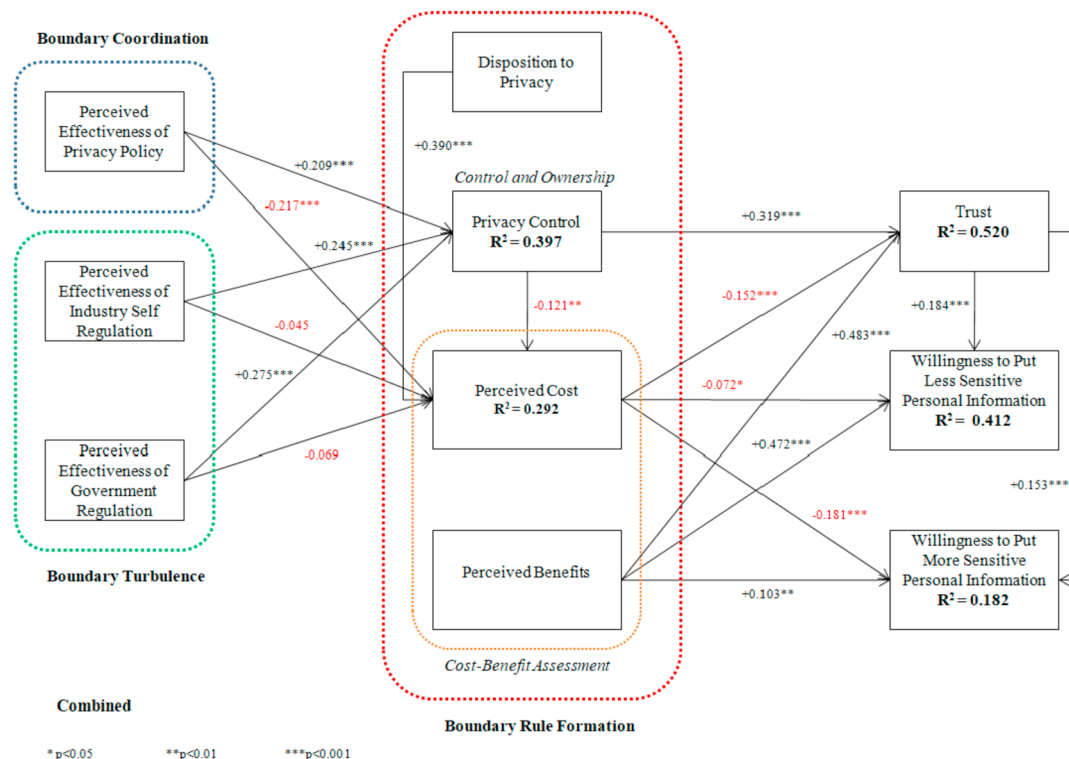 Boundary Coordination
Perceived
Effectiveness of
Privacy Policy
Perceived
Effectiveness of
Industry Self
Regulation
Perceived
Effectiveness of
Government
Regulation
Boundary Turbulence
+0.209***
-0.217***
+0.245***
-0.045
+0.275***
-0.069
Disposition to
Privacy
+0.390***
Control and Ownership
Privacy Control
R² = 0.397
-0.121**
Perceived Cost
R² = 0.292
Perceived Benefits
Cost-Benefit Assessment
Boundary Rule Formation
+0.319***
-0.152***
+0.483***
-0.072*
+0.472***
-0.181***
+0.103**
Trust
R² = 0.520
+0.184***
Willingness to Put
Less Sensitive
Personal Information
R² = 0.412
+0.153***
Willingness to Put
More Sensitive
Personal Information
R² = 0.182
Combined
* p<0.05 **p<0.01 ***p<0.001